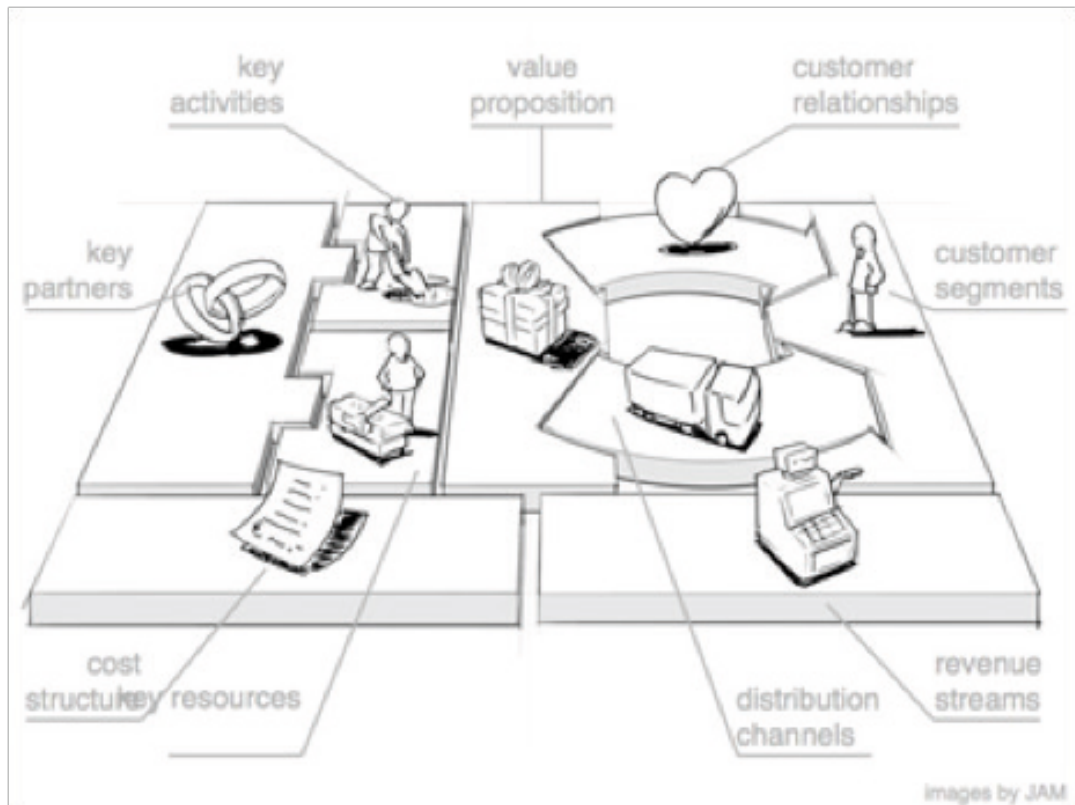 key
activities
value
proposition
customer
relationships
key
partners
customer
segments
cost
structure
key resources
distribution
channels
revenue
streams
images by JAM